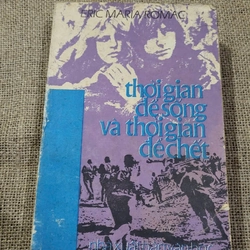 ERIC MARIA ROMAC
thời gian
để sống
và thời gian
để chết